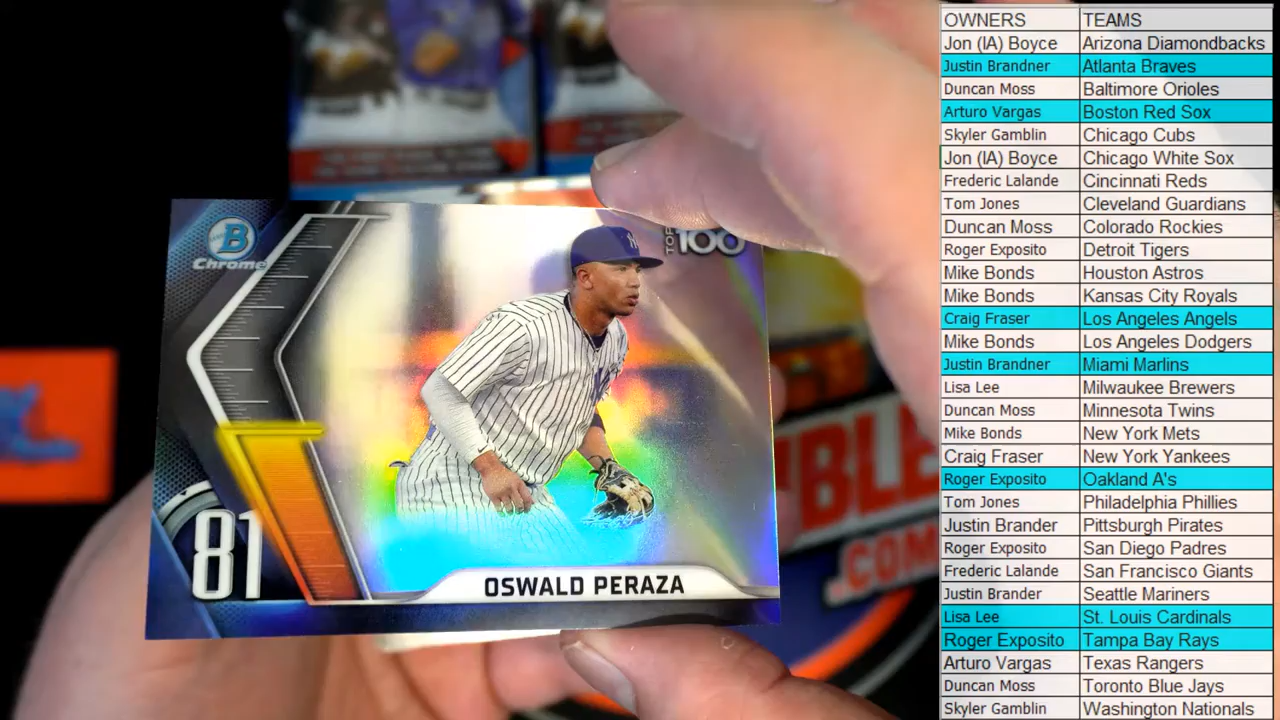 B
Chrome
TOP 100
NY
81
OSWALD PERAZA
IBLE
.COM
OWNERS TEAMS
Jon (IA) Boyce Arizona Diamondbacks
Justin Brandner Atlanta Braves
Duncan Moss Baltimore Orioles
Arturo Vargas Boston Red Sox
Skyler Gamblin Chicago Cubs
Jon (IA) Boyce Chicago White Sox
Frederic Lalande Cincinnati Reds
Tom Jones Cleveland Guardians
Duncan Moss Colorado Rockies
Roger Exposito Detroit Tigers
Mike Bonds Houston Astros
Mike Bonds Kansas City Royals
Craig Fraser Los Angeles Angels
Mike Bonds Los Angeles Dodgers
Justin Brandner Miami Marlins
Lisa Lee Milwaukee Brewers
Duncan Moss Minnesota Twins
Mike Bonds New York Mets
Craig Fraser New York Yankees
Roger Exposito Oakland A's
Tom Jones Philadelphia Phillies
Justin Brander Pittsburgh Pirates
Roger Exposito San Diego Padres
Frederic Lalande San Francisco Giants
Justin Brander Seattle Mariners
Lisa Lee St. Louis Cardinals
Roger Exposito Tampa Bay Rays
Arturo Vargas Texas Rangers
Duncan Moss Toronto Blue Jays
Skyler Gamblin Washington Nationals